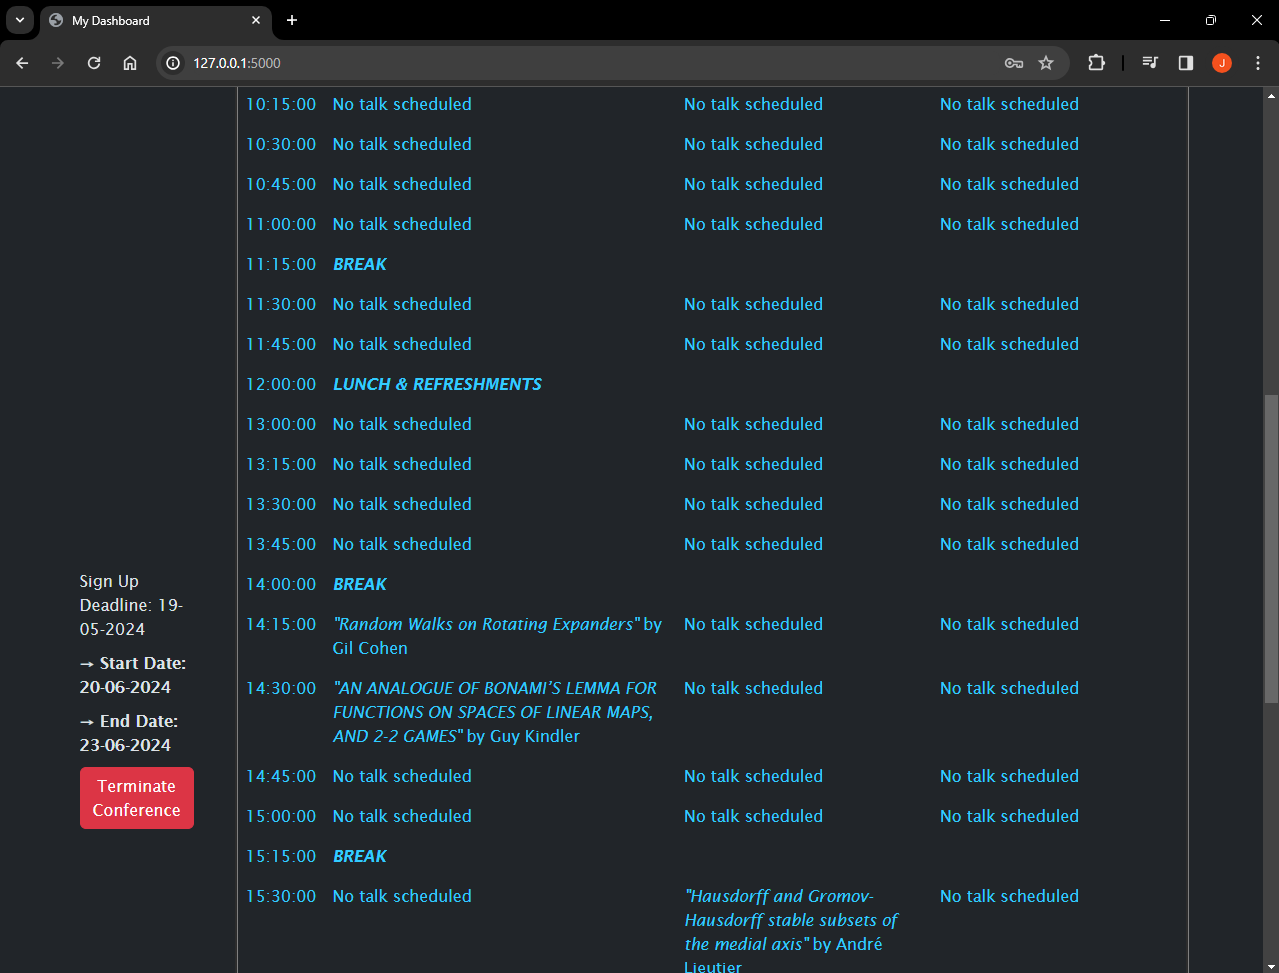 My Dashboard
127.0.0.1:5000
J
10:15:00 No talk scheduled No talk scheduled No talk scheduled
10:30:00 No talk scheduled No talk scheduled No talk scheduled
10:45:00 No talk scheduled No talk scheduled No talk scheduled
11:00:00 No talk scheduled No talk scheduled No talk scheduled
11:15:00 BREAK
11:30:00 No talk scheduled No talk scheduled No talk scheduled
11:45:00 No talk scheduled No talk scheduled No talk scheduled
12:00:00 LUNCH & REFRESHMENTS
13:00:00 No talk scheduled No talk scheduled No talk scheduled
13:15:00 No talk scheduled No talk scheduled No talk scheduled
13:30:00 No talk scheduled No talk scheduled No talk scheduled
13:45:00 No talk scheduled No talk scheduled No talk scheduled
14:00:00 BREAK
14:15:00 "Random Walks on Rotating Expanders" by No talk scheduled No talk scheduled
Gil Cohen
14:30:00 "AN ANALOGUE OF BONAMI’S LEMMA FOR No talk scheduled No talk scheduled
FUNCTIONS ON SPACES OF LINEAR MAPS,
AND 2-2 GAMES" by Guy Kindler
14:45:00 No talk scheduled No talk scheduled No talk scheduled
15:00:00 No talk scheduled No talk scheduled No talk scheduled
15:15:00 BREAK
15:30:00 No talk scheduled "Hausdorff and Gromov- No talk scheduled
Hausdorff stable subsets of
the medial axis" by André
Lieutier
Sign Up
Deadline: 19-
05-2024
→ Start Date:
20-06-2024
→ End Date:
23-06-2024
Terminate
Conference